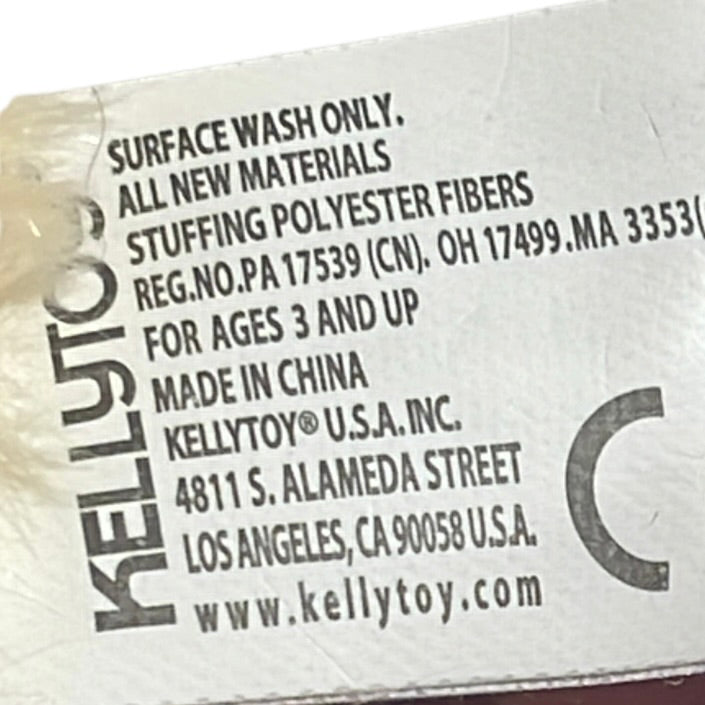 SURFACE WASH ONLY.
ALL NEW MATERIALS
STUFFING POLYESTER FIBERS
REG.NO.PA 17539 (CN). OH 17499.MA 3353(
FOR AGES 3 AND UP
MADE IN CHINA
KELLYTOY® U.S.A. INC.
4811 S. ALAMEDA STREET
LOS ANGELES, CA 90058 U.S.A.
www.kellytoy.com
KELLYTOY
C